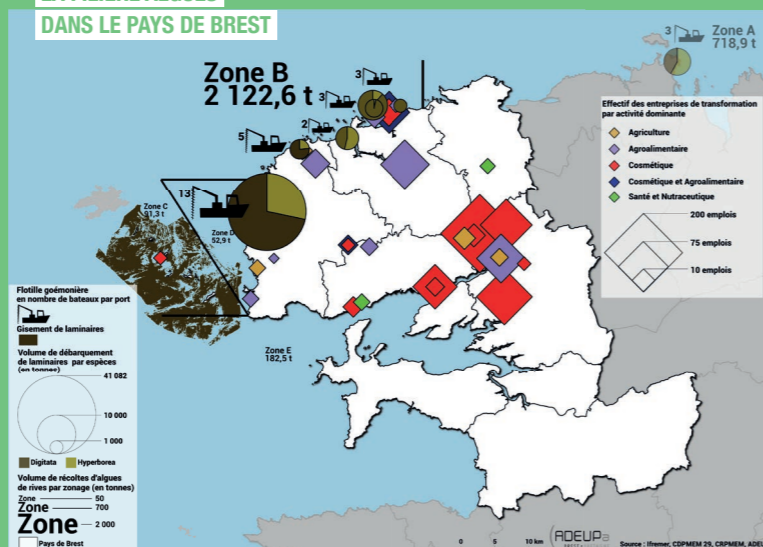 DANS LE PAYS DE BREST
3
Zone A
718,9 t
Zone B
2 122,6 t
3
3
2
5
13
Zone C
91,3 t
Zone D
52,9 t
Zone E
182,5 t
Effectif des entreprises de transformation
par activité dominante
Agriculture
Agroalimentaire
Cosmétique
Cosmétique et Agroalimentaire
Santé et Nutraceutique
200 emplois
75 emplois
10 emplois
Flotille goémonière
en nombre de bateaux par port
Gisement de laminaires
Volume de débarquement
de laminaires par espèces
(en tonnes)
41 082
10 000
1 000
Digitata Hyperborea
Volume de récoltes d'algues
de rives par zonage (en tonnes)
Zone 50
Zone 700
Zone 2 000
Pays de Brest
0 5 10 km
ADEUPa
Source : Ifremer, CDPMEM 29, CRPMEM,